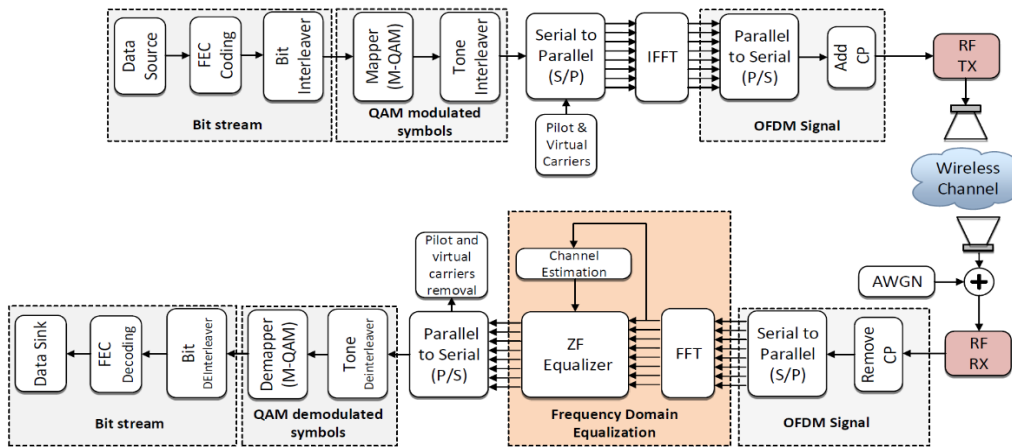 Data
Source
FEC
Coding
Bit
Interleaver
Bit stream
Mapper
(M-QAM)
Tone
Interleaver
QAM modulated
symbols
Serial to
Parallel
(S/P)
Pilot &
Virtual
Carriers
IFFT
Parallel
to Serial
(P/S)
Add
CP
OFDM Signal
RF
TX
Wireless
Channel
AWGN
+
RF
RX
Pilot and
virtual
carriers
removal
Channel
Estimation
Data Sink
FEC
Decoding
Bit
DEInterleaver
Bit stream
Demapper
(M-QAM)
Tone
Deinterleaver
QAM demodulated
symbols
Parallel
to Serial
(P/S)
ZF
Equalizer
FFT
Frequency Domain
Equalization
Serial to
Parallel
(S/P)
Remove
CP
OFDM Signal